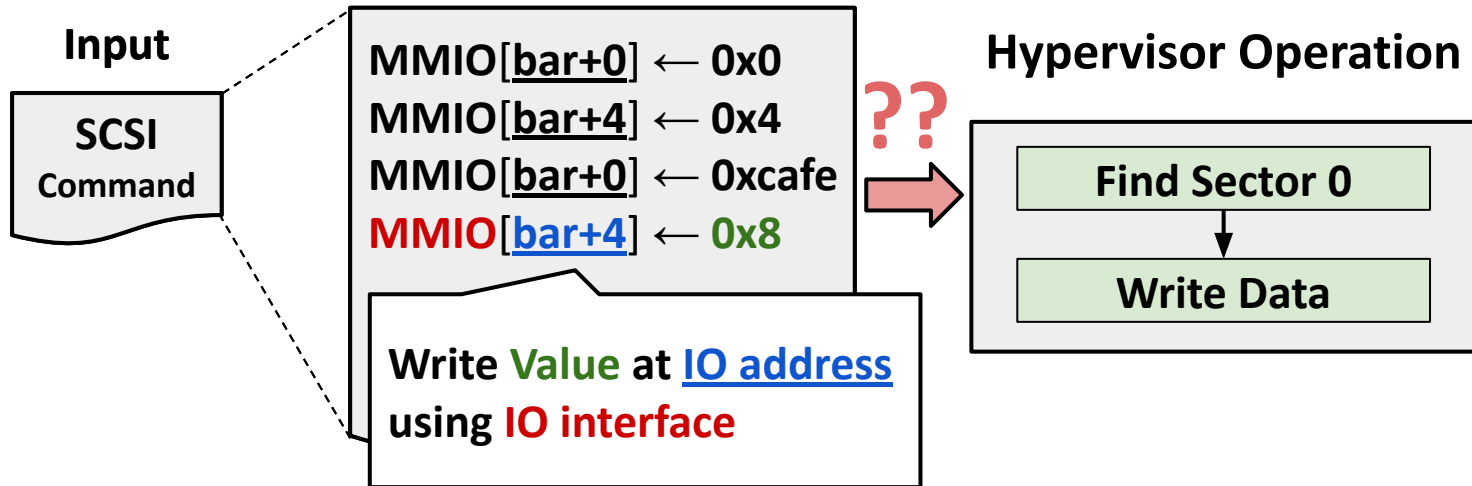 Input
SCSI
Command
MMIO[bar+0] ← 0x0
MMIO[bar+4] ← 0x4
MMIO[bar+0] ← 0xcafe
MMIO[bar+4] ← 0x8
Write Value at IO address
using IO interface
??
Hypervisor Operation
Find Sector 0
Write Data